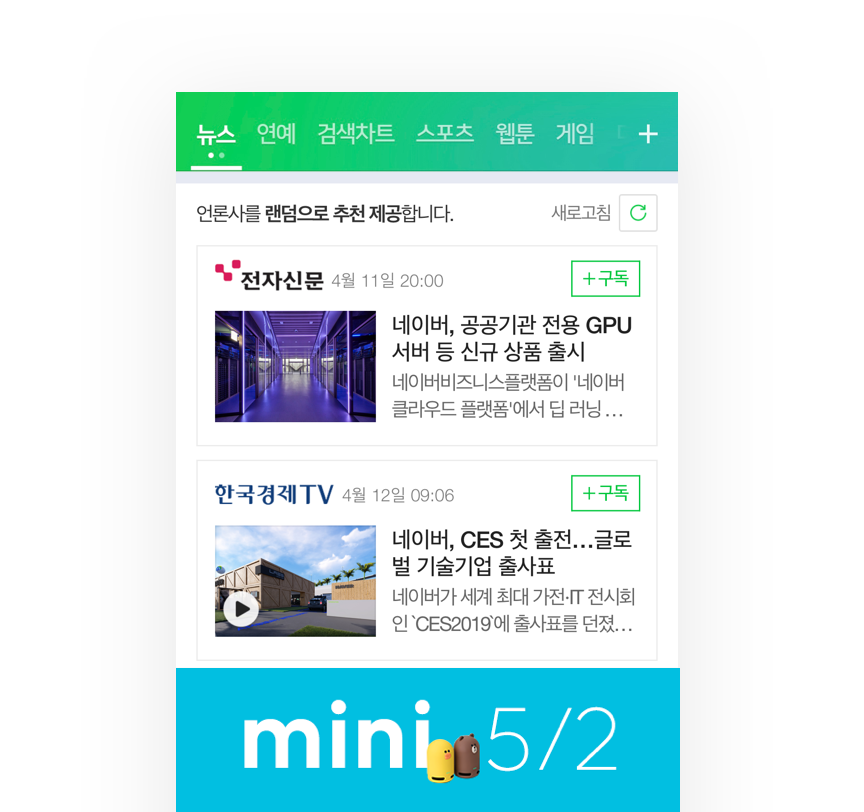 뉴스 연예 검색차트 스포츠 웹툰 게임 +
언론사를 랜덤으로 추천 제공합니다. 새로고침
전자신문 4월 11일 20:00 +구독
네이버, 공공기관 전용 GPU
서버 등 신규 상품 출시
네이버비즈니스플랫폼이 '네이버
클라우드 플랫폼'에서 딥 러닝 ...
한국경제TV 4월 12일 09:06 +구독
네이버, CES 첫 출전...글로
벌 기술기업 출사표
네이버가 세계 최대 가전·IT 전시회
인 `CES2019`에 출사표를 던졌...
mini 5/2